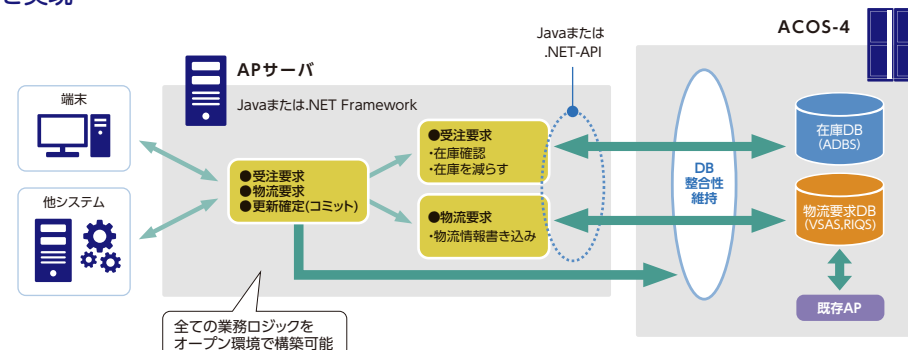 を実現
ACOS-4
Javaまたは
.NET-API
APサーバ
Javaまたは.NET Framework
端末
他システム
●受注要求
●物流要求
●更新確定(コミット)
●受注要求
・在庫確認
・在庫を減らす
●物流要求
・物流情報書き込み
DB
整合性
維持
在庫DB
(ADBS)
物流要求DB
(VSAS,RIQS)
既存AP
全ての業務ロジックを
オープン環境で構築可能